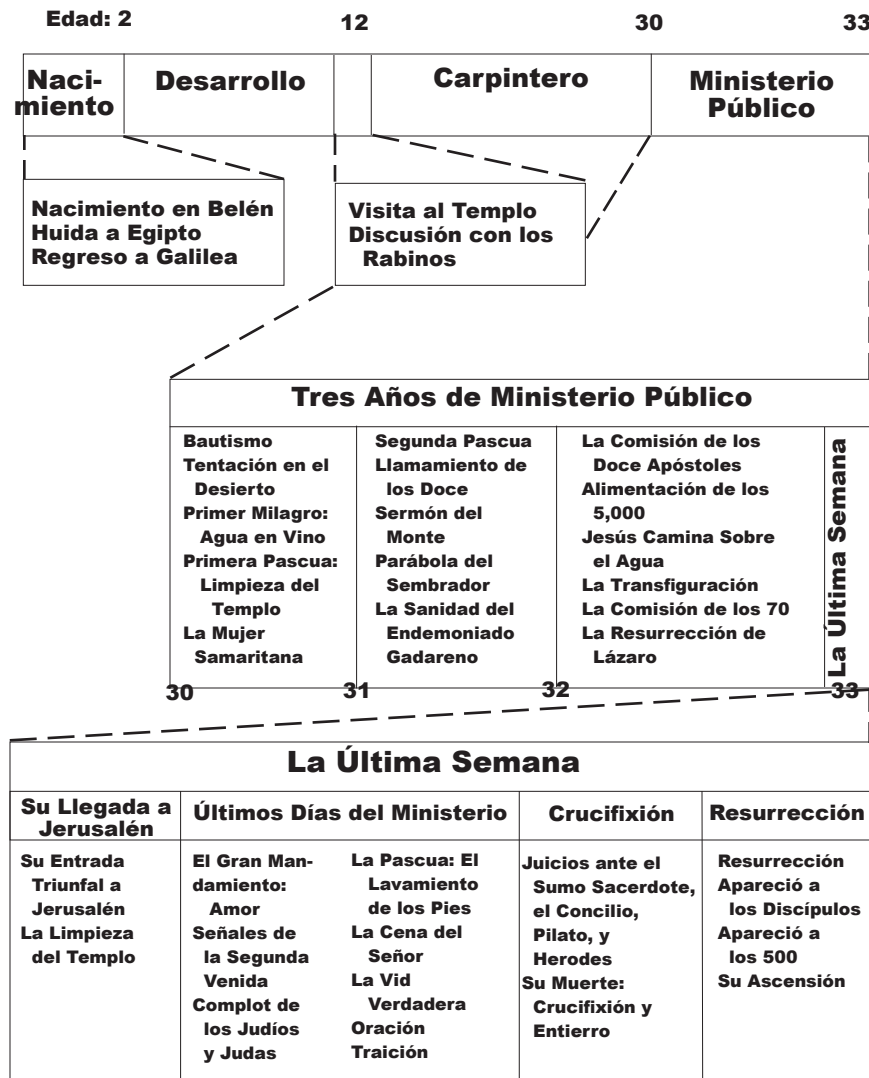 Edad: 2 12 30 33
Naci-
miento
Desarrollo
Carpintero
Ministerio
Público
Nacimiento en Belén
Huida a Egipto
Regreso a Galilea
Visita al Templo
Discusión con los
Rabinos
Tres Años de Ministerio Público
Bautismo
Tentación en el
Desierto
Primer Milagro:
Agua en Vino
Primera Pascua:
Limpieza del
Templo
La Mujer
Samaritana
Segunda Pascua
Llamamiento de
los Doce
Sermón del
Monte
Parábola del
Sembrador
La Sanidad del
Endemoniado
Gadareno
La Comisión de los
Doce Apóstoles
Alimentación de los
5,000
Jesús Camina Sobre
el Agua
La Transfiguración
La Comisión de los 70
La Resurrección de
Lázaro
La Última Semana
30 31 32 33
La Última Semana
Su Llegada a
Jerusalén
Su Entrada
Triunfal a
Jerusalén
La Limpieza
del Templo
Últimos Días del Ministerio
El Gran Man-
damiento:
Amor
Señales de
la Segunda
Venida
Complot de
los Judíos
y Judas
La Pascua: El
Lavamiento
de los Pies
La Cena del
Señor
La Vid
Verdadera
Oración
Traición
Crucifixión
Juicios ante el
Sumo Sacerdote,
el Concilio,
Pilato, y
Herodes
Su Muerte:
Crucifixión y
Entierro
Resurrección
Resurrección
Apareció a
los Discípulos
Apareció a
los 500
Su Ascensión